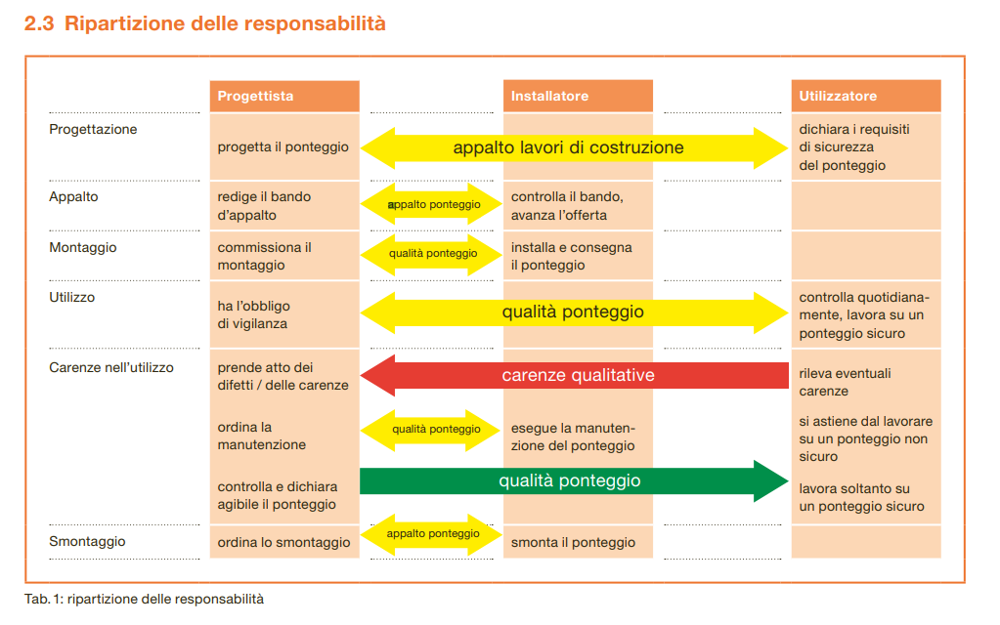 2.3 Ripartizione delle responsabilità
Progettista
Installatore
Utilizzatore
Progettazione
progetta il ponteggio
appalto lavori di costruzione
dichiara i requisiti
di sicurezza
del ponteggio
Appalto
redige il bando
d’appalto
appalto ponteggio
controlla il bando,
avanza l’offerta
Montaggio
commissiona il
montaggio
qualità ponteggio
installa e consegna
il ponteggio
Utilizzo
ha l’obbligo
di vigilanza
qualità ponteggio
controlla quotidiana-
mente, lavora su un
ponteggio sicuro
Carenze nell’utilizzo
prende atto dei
difetti / delle carenze
carenze qualitative
rileva eventuali
carenze
ordina la
manutenzione
qualità ponteggio
esegue la manuten-
zione del ponteggio
si astiene dal lavorare
su un ponteggio non
sicuro
controlla e dichiara
agibile il ponteggio
qualità ponteggio
lavora soltanto su
un ponteggio sicuro
Smontaggio
ordina lo smontaggio
appalto ponteggio
smonta il ponteggio
Tab. 1: ripartizione delle responsabilità